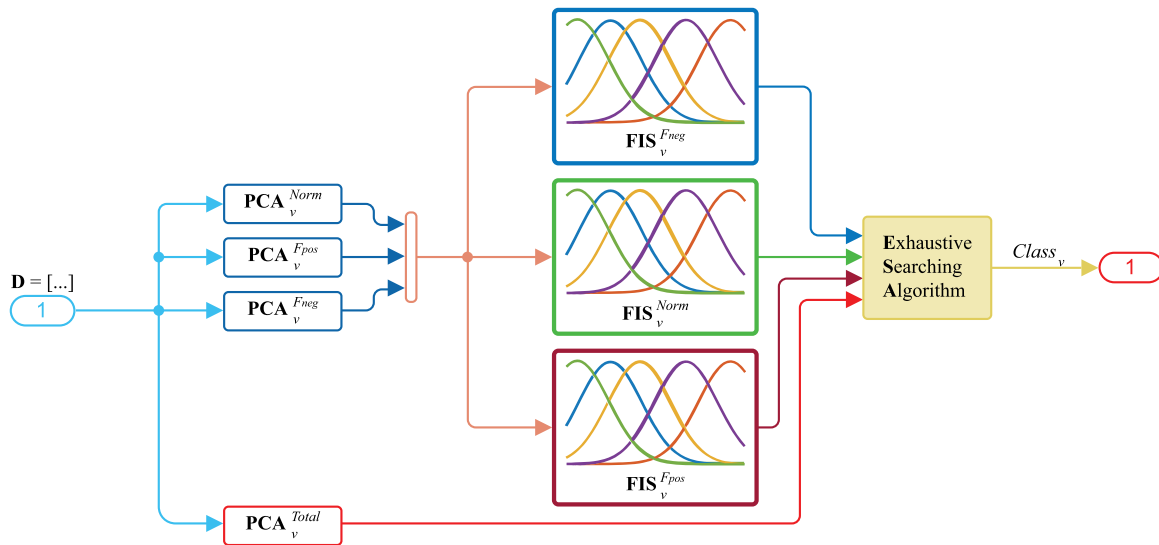 D = [...]
1
PCA v Norm
PCA v Fpos
PCA v Fneg
PCA v Total
FIS v Fneg
FIS v Norm
FIS v Fpos
Exhaustive
Searching
Algorithm
Class v
1